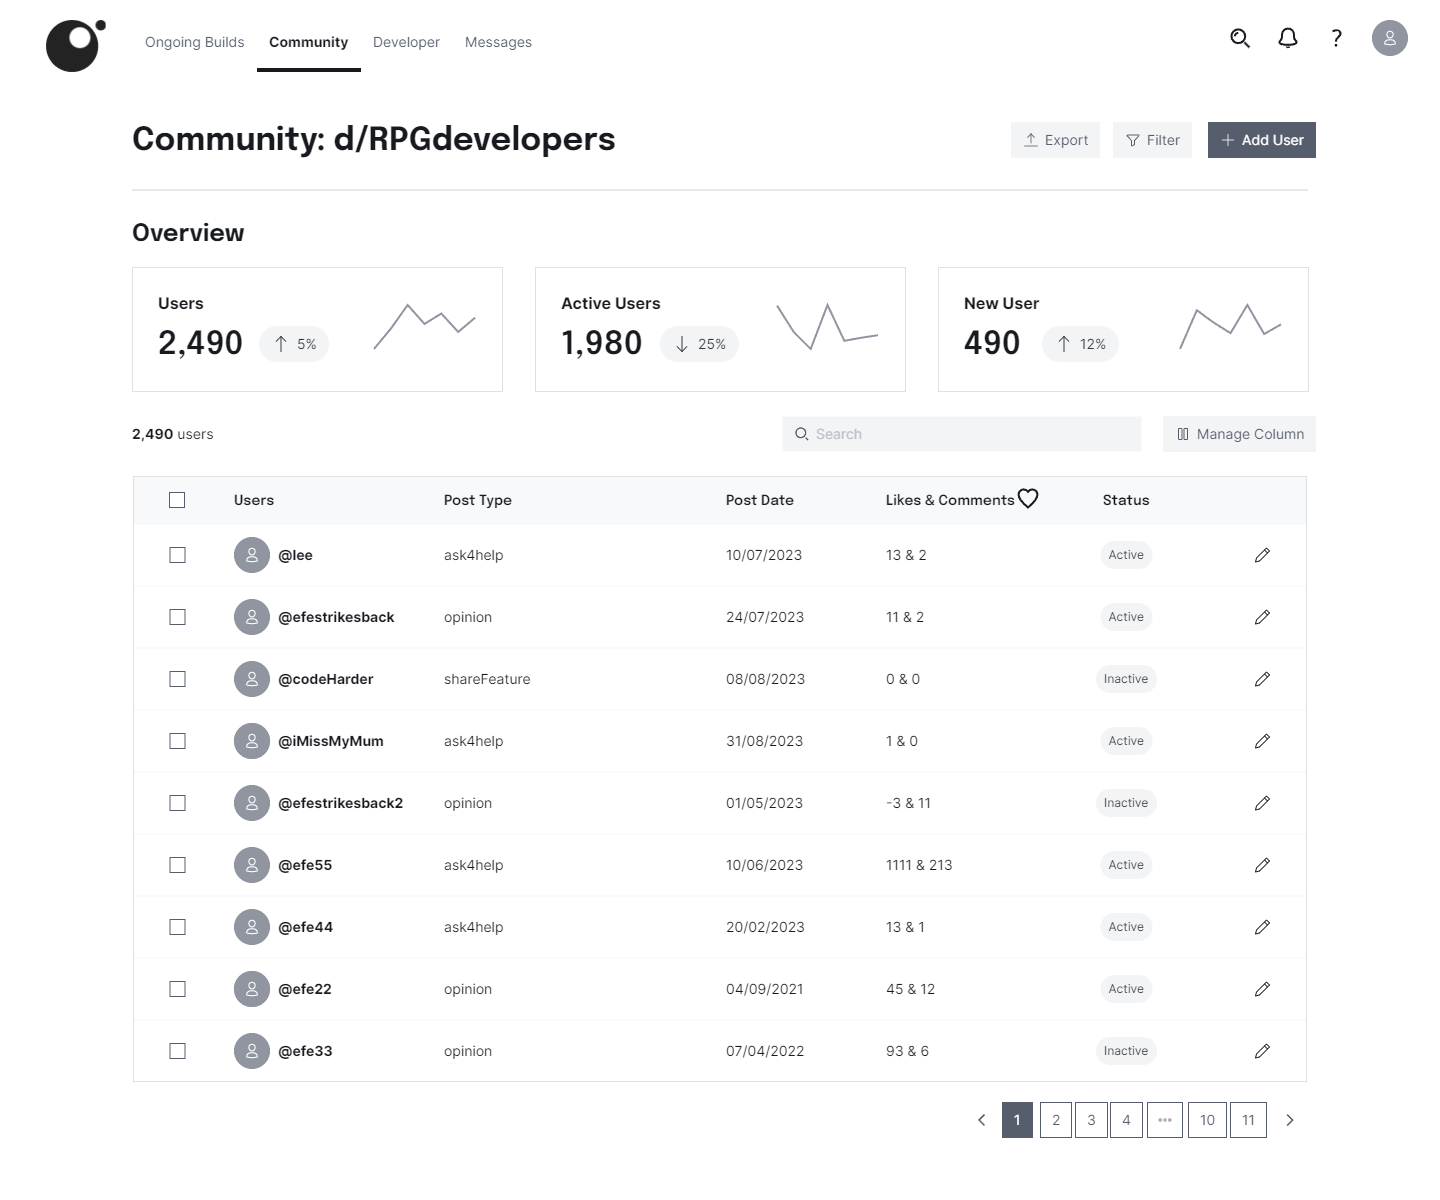 Ongoing Builds Community Developer Messages ?
Community: d/RPGdevelopers Export Filter Add User
Overview
Users Active Users New User
2,490 5% 1,980 25% 490 12%
2,490 users Search Manage Column
Users Post Type Post Date Likes & Comments Status
@lee ask4help 10/07/2023 13 & 2 Active
@efestrikesback opinion 24/07/2023 11 & 2 Active
@codeHarder shareFeature 08/08/2023 0 & 0 Inactive
@iMissMyMum ask4help 31/08/2023 1 & 0 Active
@efestrikesback2 opinion 01/05/2023 -3 & 11 Inactive
@efe55 ask4help 10/06/2023 1111 & 213 Active
@efe44 ask4help 20/02/2023 13 & 1 Active
@efe22 opinion 04/09/2021 45 & 12 Active
@efe33 opinion 07/04/2022 93 & 6 Inactive
1 2 3 4 ••• 10 11